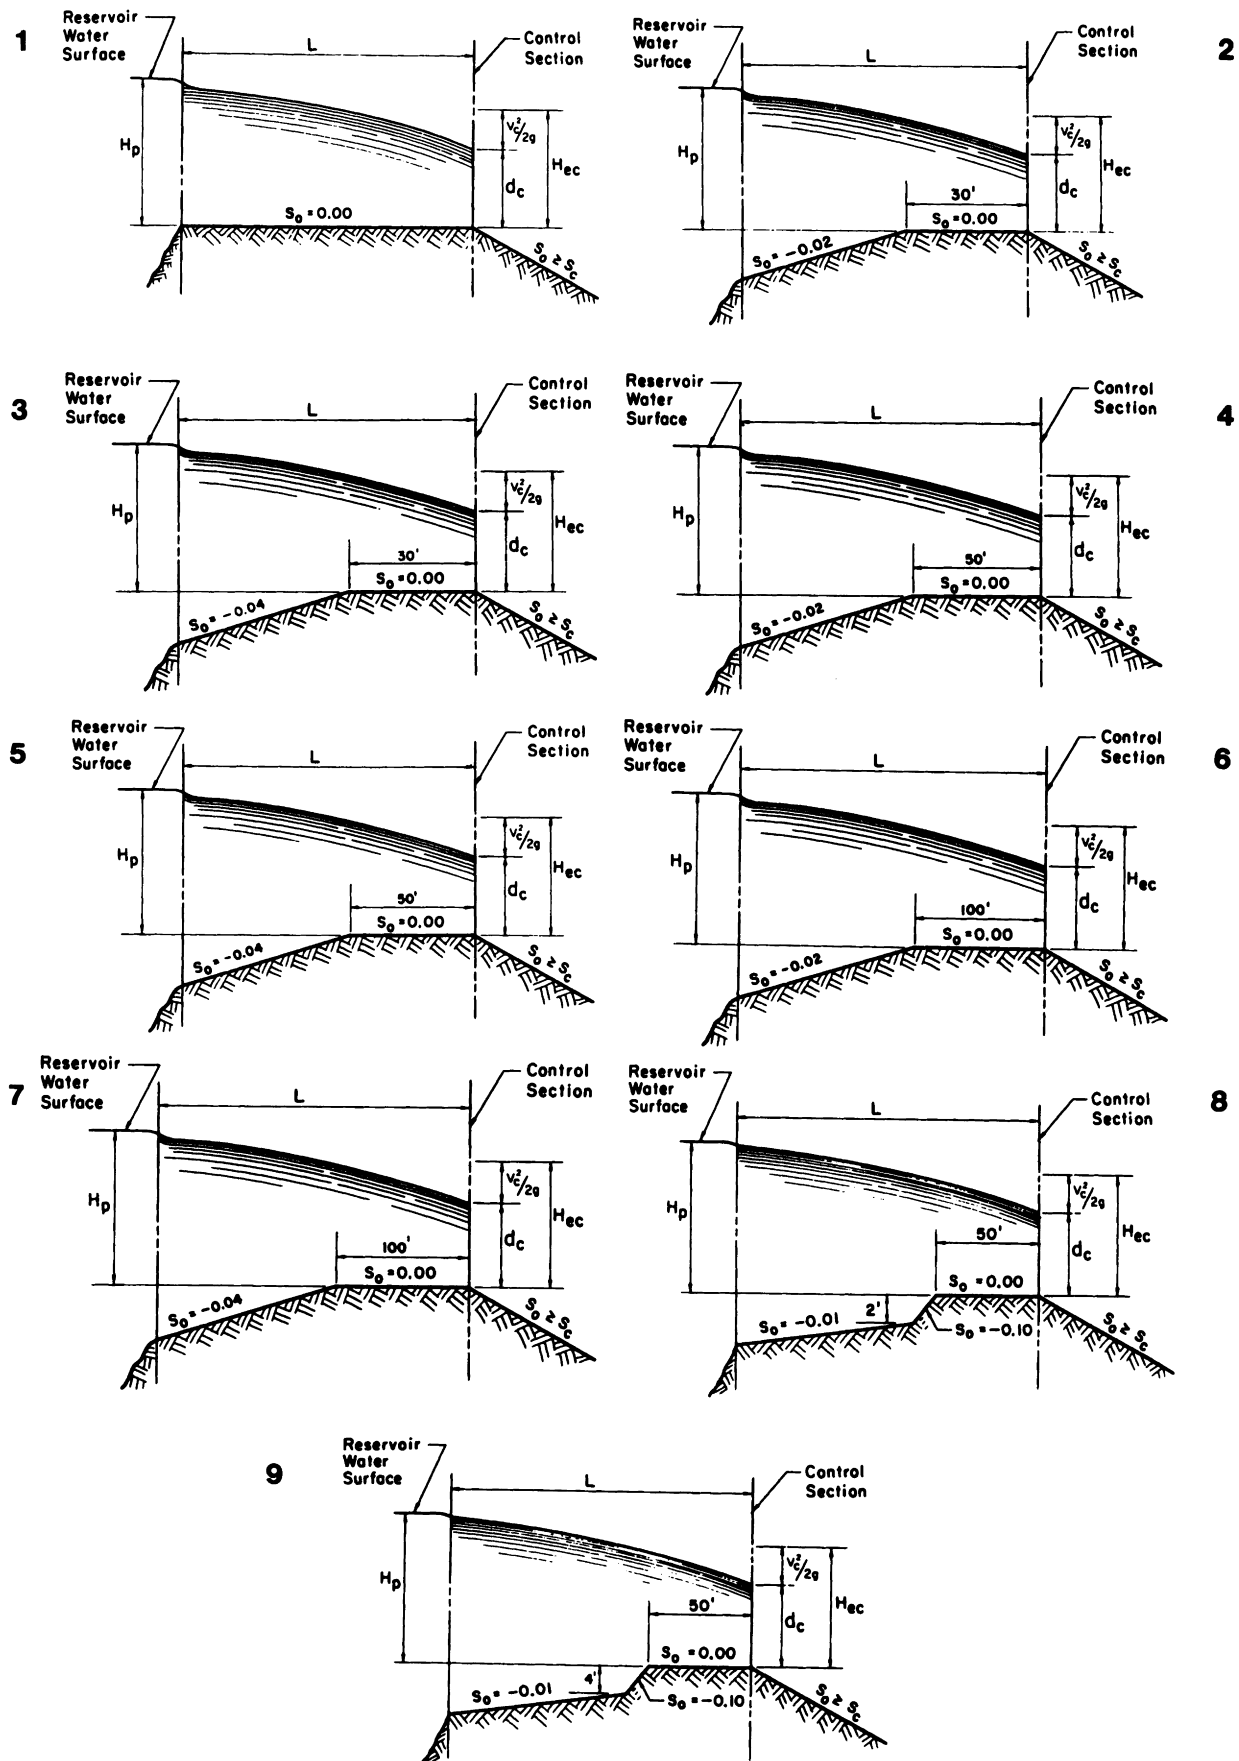 1
Reservoir
Water
Surface
L
Control
Section
Hp
vc²/2g
dc
Hec
So = 0.00
So ≥ Sc
2
Reservoir
Water
Surface
L
Control
Section
Hp
vc²/2g
dc
Hec
30'
So = 0.00
So = -0.02
So ≥ Sc
3
Reservoir
Water
Surface
L
Control
Section
Hp
vc²/2g
dc
Hec
30'
So = 0.00
So = -0.04
So ≥ Sc
4
Reservoir
Water
Surface
L
Control
Section
Hp
vc²/2g
dc
Hec
50'
So = 0.00
So = -0.02
So ≥ Sc
5
Reservoir
Water
Surface
L
Control
Section
Hp
vc²/2g
dc
Hec
50'
So = 0.00
So = -0.04
So ≥ Sc
6
Reservoir
Water
Surface
L
Control
Section
Hp
vc²/2g
dc
Hec
100'
So = 0.00
So = -0.02
So ≥ Sc
7
Reservoir
Water
Surface
L
Control
Section
Hp
vc²/2g
dc
Hec
100'
So = 0.00
So = -0.04
So ≥ Sc
8
Reservoir
Water
Surface
L
Control
Section
Hp
vc²/2g
dc
Hec
50'
So = 0.00
2'
So = -0.01
So = -0.10
So ≥ Sc
9
Reservoir
Water
Surface
L
Control
Section
Hp
vc²/2g
dc
Hec
50'
So = 0.00
4'
So = -0.01
So = -0.10
So ≥ Sc